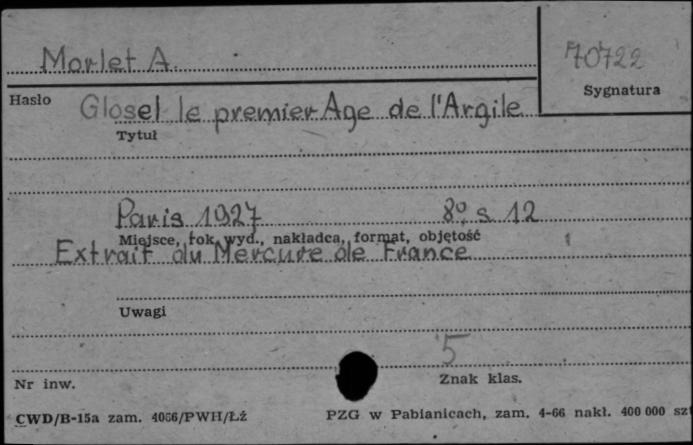 Morlet A.
70722
Sygnatura
Hasło
Glosel le premier Age de l'Argile
Tytuł
Paris 1927 8º, s 12
Miejsce, rok wyd., nakładca, format, objętość
Extrait du Mercure de France
Uwagi
5
Nr inw.
Znak klas.
CWD/B-15a zam. 4066/PWH/Łź PZG w Pabianicach, zam. 4-66 nakł. 400 000 szt